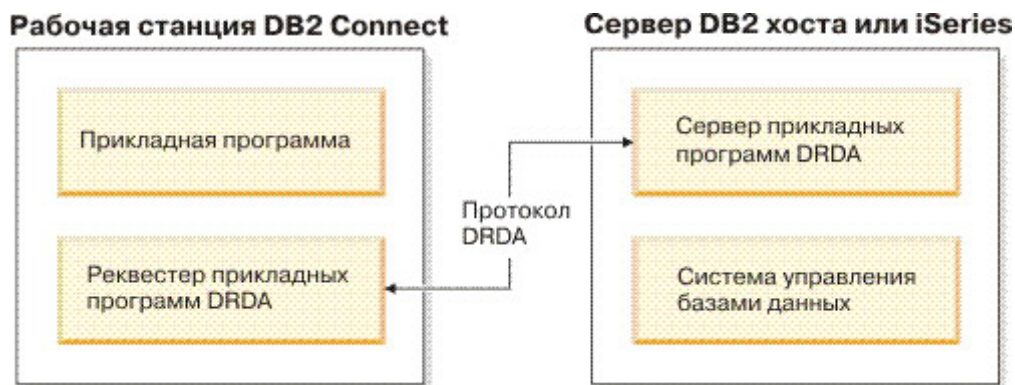 Рабочая станция DB2 Connect
Сервер DB2 хоста или iSeries
Прикладная программа
Сервер прикладных
программ DRDA
Протокол
DRDA
Реквестер прикладных
программ DRDA
Система управления
базами данных